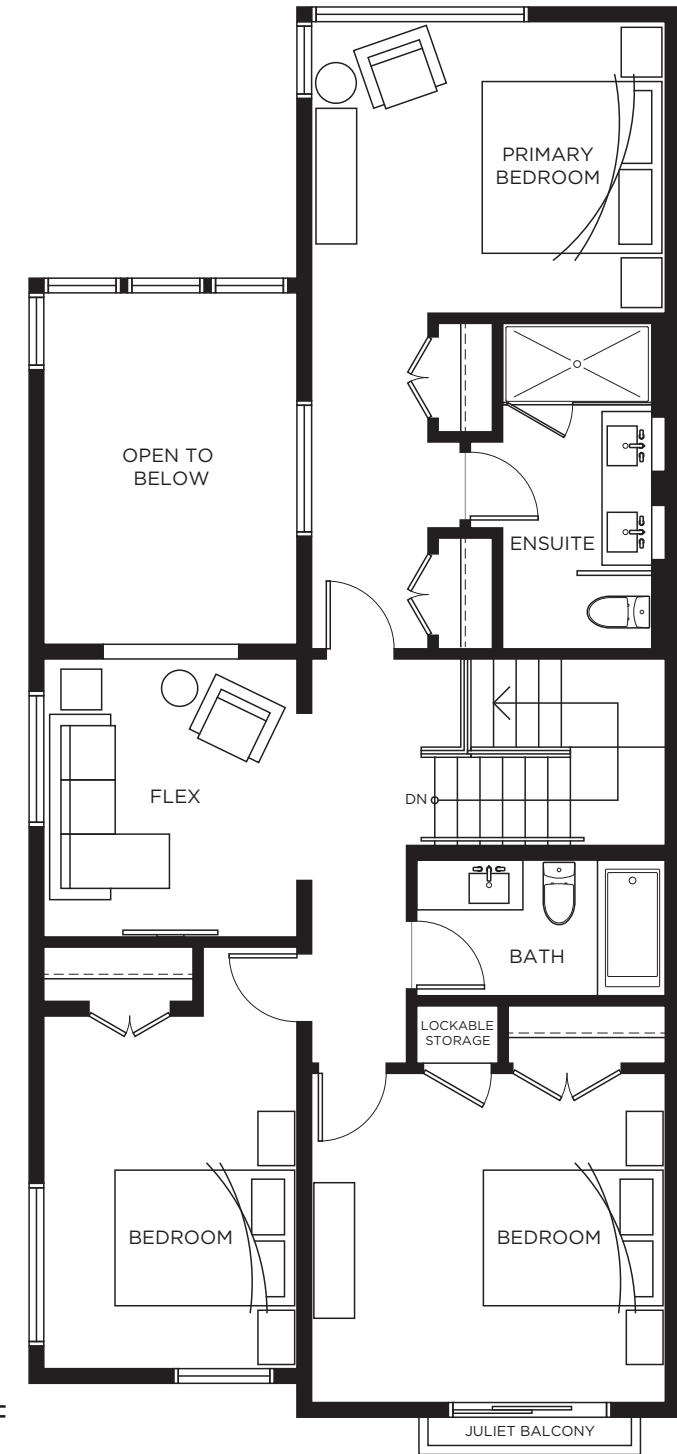 PRIMARY
BEDROOM
OPEN TO
BELOW
ENSUITE
FLEX
DN
BATH
LOCKABLE
STORAGE
BEDROOM
BEDROOM
JULIET BALCONY